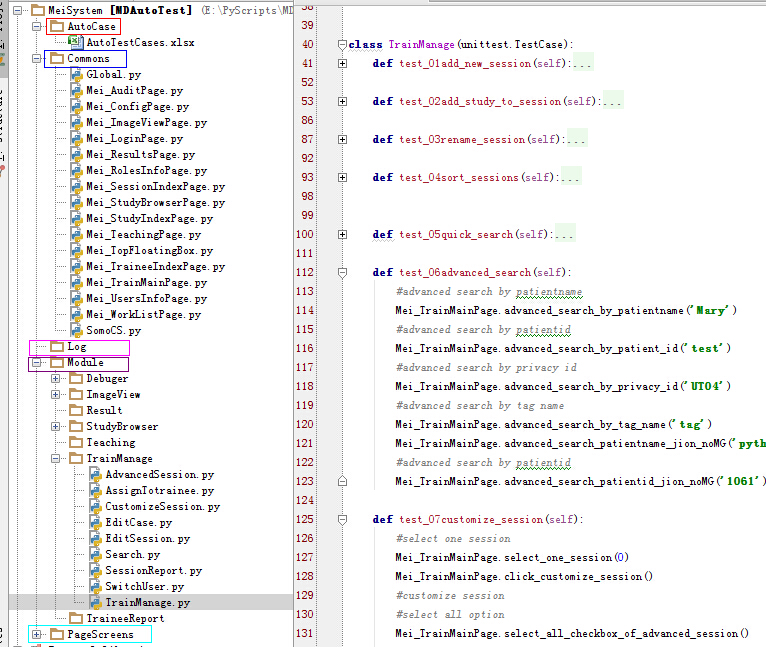 MeiSystem [MDAutoTest] (E:\PyScripts\MD
AutoCase
AutoTestCases.xlsx
Commons
Global.py
Mei_AuditPage.py
Mei_ConfigPage.py
Mei_ImageViewPage.py
Mei_LoginPage.py
Mei_ResultsPage.py
Mei_RolesInfoPage.py
Mei_SessionIndexPage.py
Mei_StudyBrowserPage.py
Mei_StudyIndexPage.py
Mei_TeachingPage.py
Mei_TopFloatingBox.py
Mei_TraineeIndexPage.py
Mei_TrainMainPage.py
Mei_UsersInfoPage.py
Mei_WorkListPage.py
SomoCS.py
Log
Module
Debuger
ImageView
Result
StudyBrowser
Teaching
TrainManage
AdvancedSession.py
AssignTotrainee.py
CustomizeSession.py
EditCase.py
EditSession.py
Search.py
SessionReport.py
SwitchUser.py
TrainManage.py
TraineeReport
PageScreens
38
39
40 class TrainManage(unittest.TestCase):
41 def test_01add_new_session(self):...
52
53 def test_02add_study_to_session(self):...
86
87 def test_03rename_session(self):...
92
93 def test_04sort_sessions(self):...
98
99
100 def test_05quick_search(self):...
111
112 def test_06advanced_search(self):
113 #advanced search by patientname
114 Mei_TrainMainPage.advanced_search_by_patientname('Mary')
115 #advanced search by patientid
116 Mei_TrainMainPage.advanced_search_by_patient_id('test')
117 #advanced search by privacy id
118 Mei_TrainMainPage.advanced_search_by_privacy_id('UT04')
119 #advanced search by tag name
120 Mei_TrainMainPage.advanced_search_by_tag_name('tag')
121 Mei_TrainMainPage.advanced_search_patientname_jion_noMG('pyth
122 #advanced search by patientid
123 Mei_TrainMainPage.advanced_search_patientid_jion_noMG('1061')
124
125 def test_07customize_session(self):
126 #select one session
127 Mei_TrainMainPage.select_one_session(0)
128 Mei_TrainMainPage.click_customize_session()
129 #customize session
130 #select all option
131 Mei_TrainMainPage.select_all_checkbox_of_advanced_session()